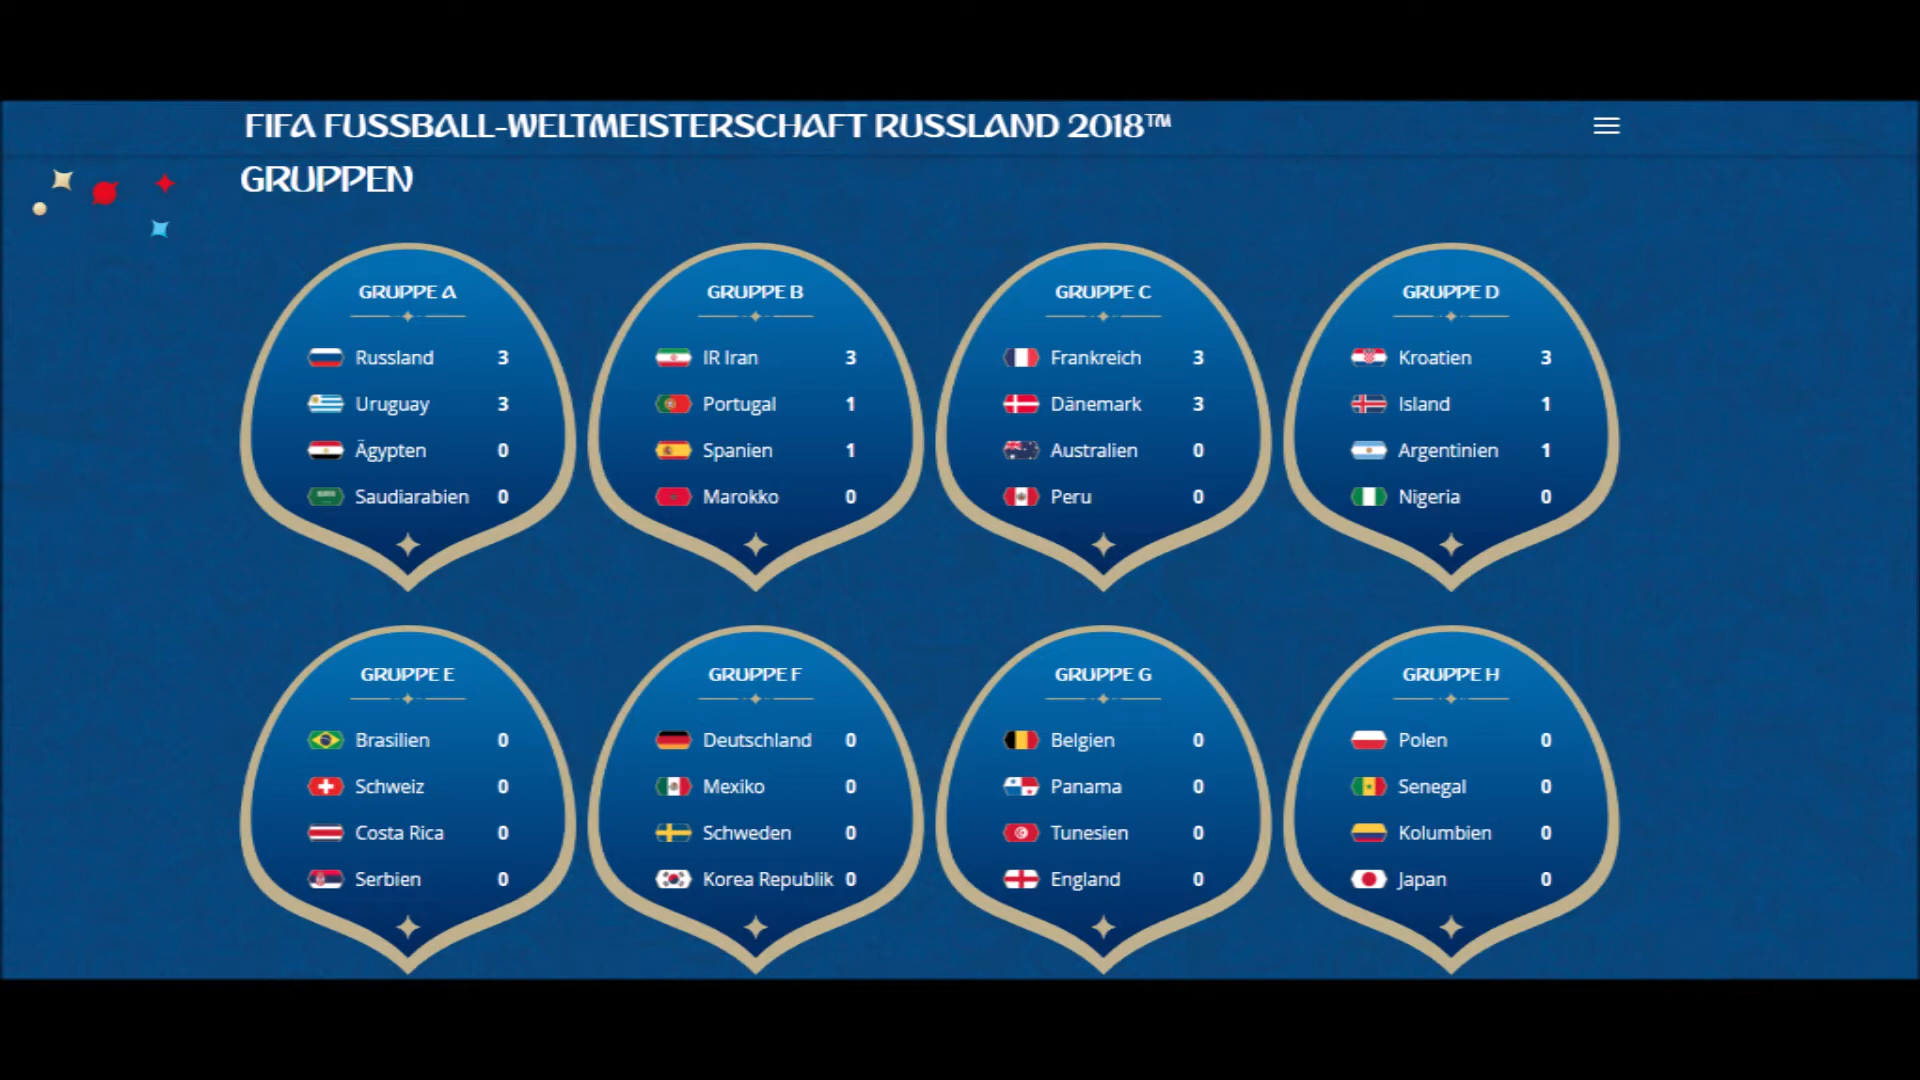 FIFA FUSSBALL-WELTMEISTERSCHAFT RUSSLAND 2018™
GRUPPEN
GRUPPE A
Russland 3
Uruguay 3
Ägypten 0
Saudiarabien 0
GRUPPE B
IR Iran 3
Portugal 1
Spanien 1
Marokko 0
GRUPPE C
Frankreich 3
Dänemark 3
Australien 0
Peru 0
GRUPPE D
Kroatien 3
Island 1
Argentinien 1
Nigeria 0
GRUPPE E
Brasilien 0
Schweiz 0
Costa Rica 0
Serbien 0
GRUPPE F
Deutschland 0
Mexiko 0
Schweden 0
Korea Republik 0
GRUPPE G
Belgien 0
Panama 0
Tunesien 0
England 0
GRUPPE H
Polen 0
Senegal 0
Kolumbien 0
Japan 0